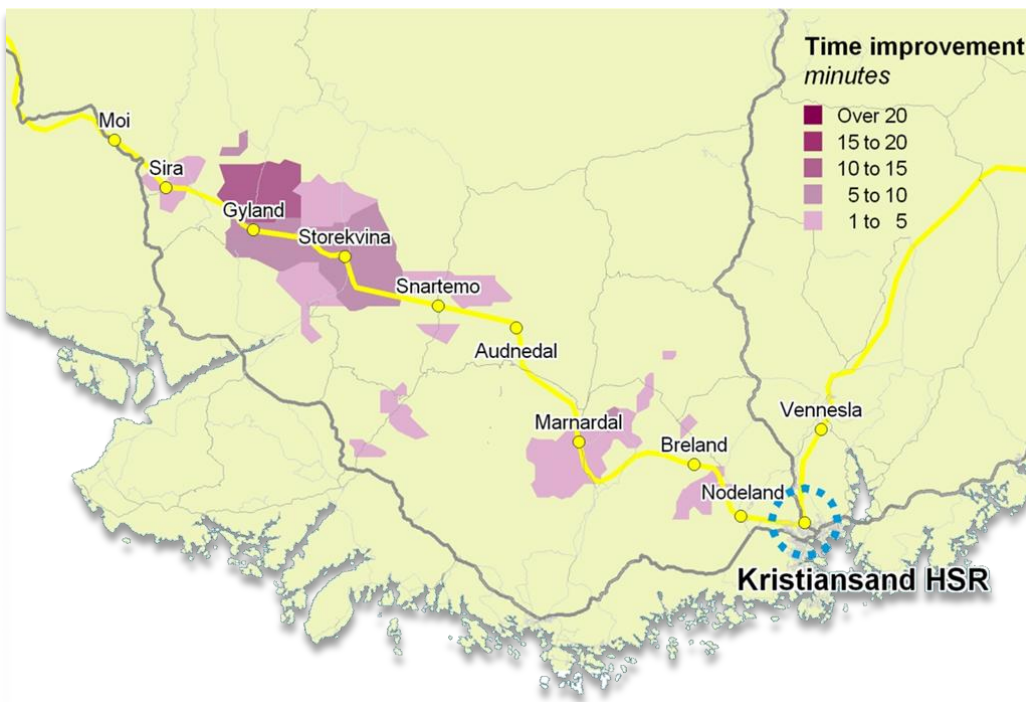 Time improvement
minutes
Over 20
15 to 20
10 to 15
5 to 10
1 to 5
Moi
Sira
Gyland
Storekvina
Snartemo
Audnedal
Marnardal
Breland
Nodeland
Vennesla
Kristiansand HSR